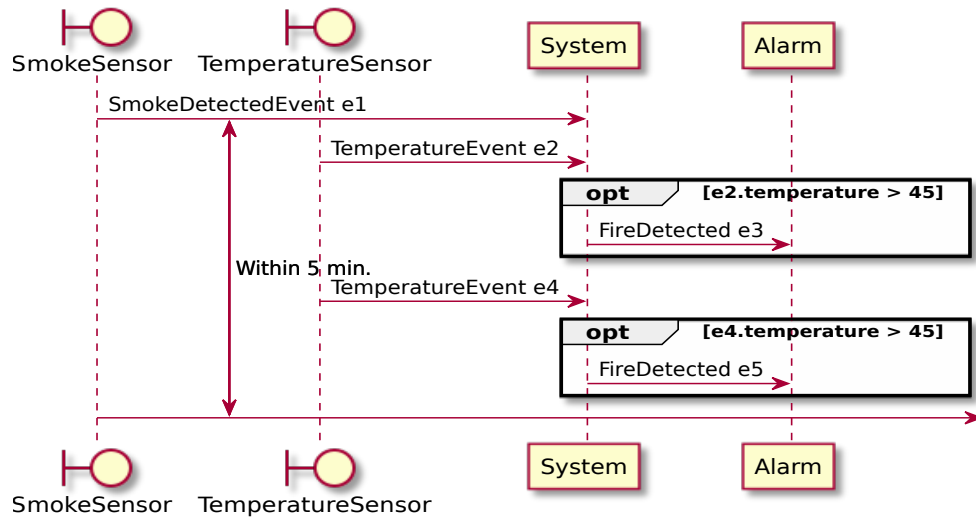 SmokeSensor
TemperatureSensor
System
Alarm
SmokeDetectedEvent e1
TemperatureEvent e2
opt
[e2.temperature > 45]
FireDetected e3
Within 5 min.
TemperatureEvent e4
opt
[e4.temperature > 45]
FireDetected e5
SmokeSensor
TemperatureSensor
System
Alarm